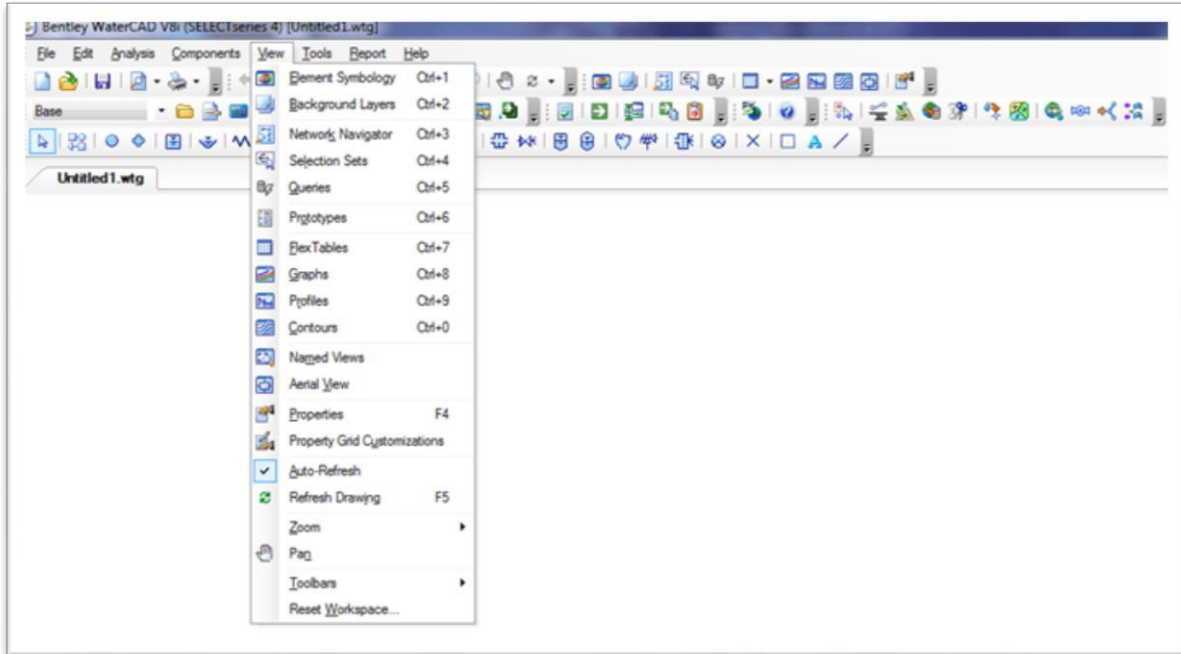 Bentley WaterCAD V8i (SELECTseries 4) [Untitled1.wtg]
File Edit Analysis Components View Tools Report Help
Base
Untitled1.wtg
Element Symbology Ctrl+1
Background Layers Ctrl+2
Network Navigator Ctrl+3
Selection Sets Ctrl+4
Queries Ctrl+5
Prototypes Ctrl+6
FlexTables Ctrl+7
Graphs Ctrl+8
Profiles Ctrl+9
Contours Ctrl+0
Named Views
Aerial View
Properties F4
Property Grid Customizations
Auto-Refresh
Refresh Drawing F5
Zoom
Pan
Toolbars
Reset Workspace...